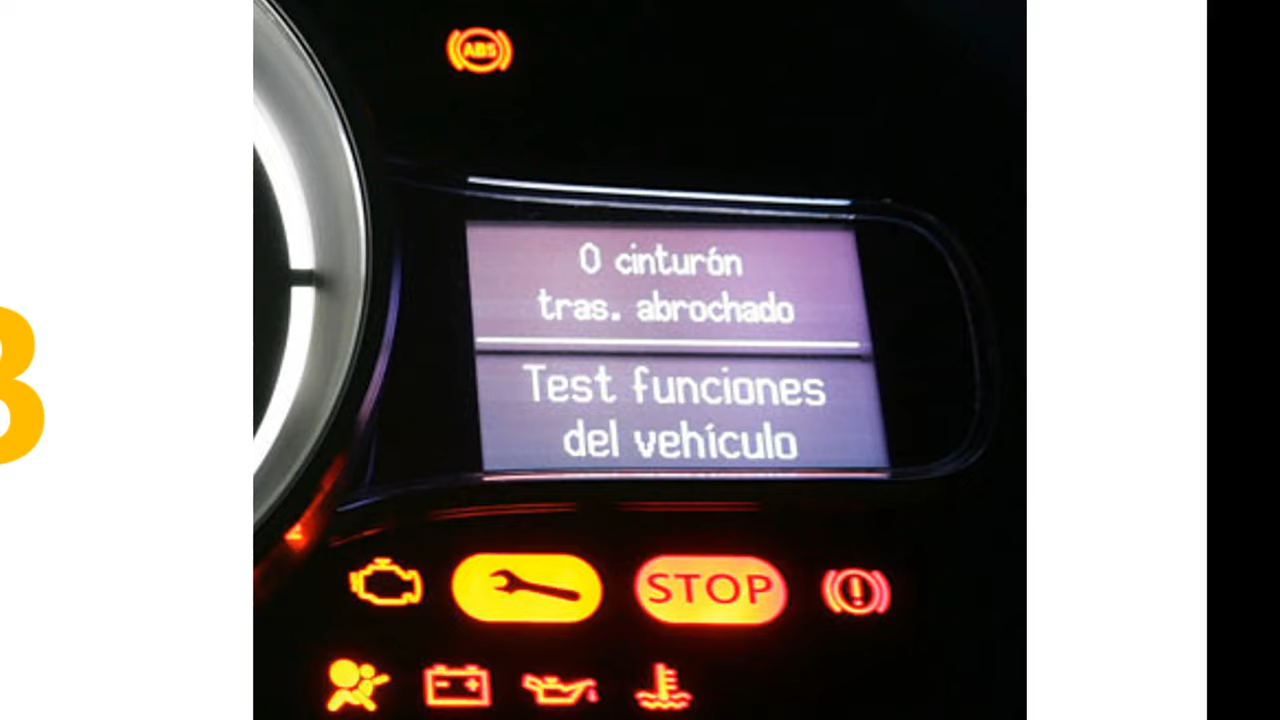 ABS
0 cinturón
tras. abrochado
Test funciones
del vehículo
STOP